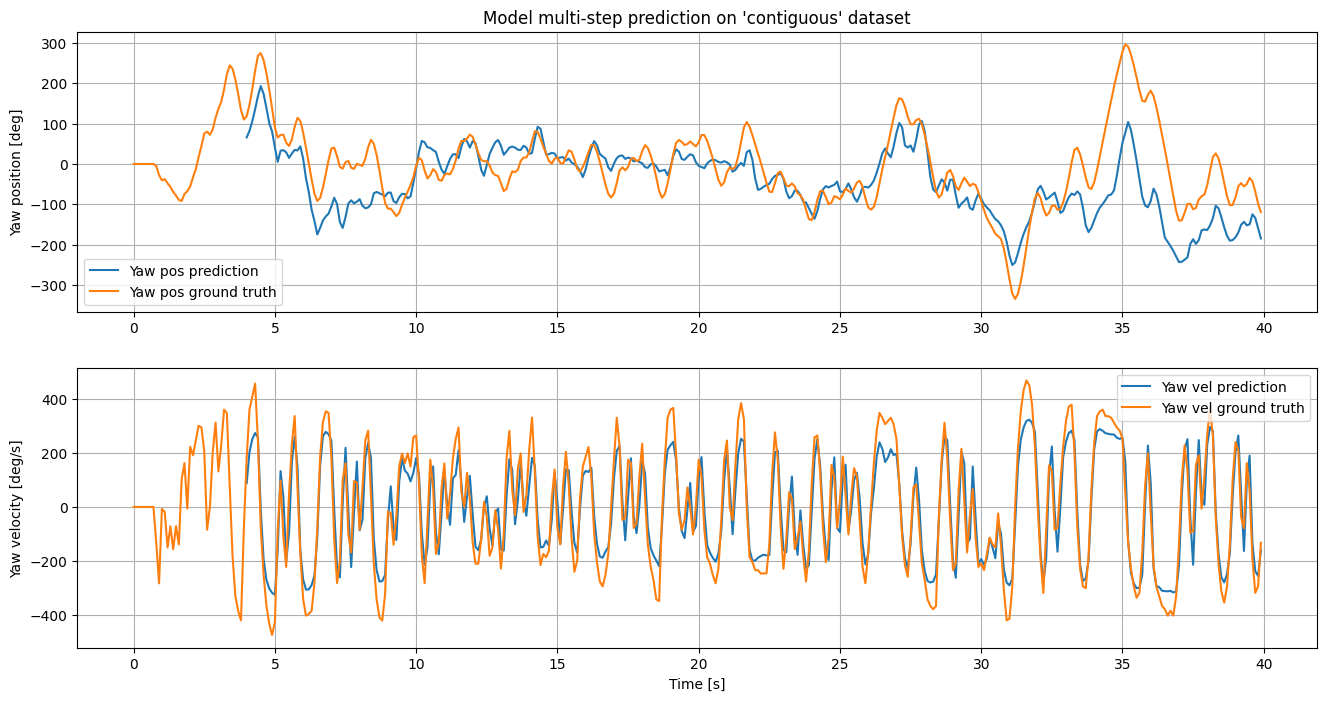 Model multi-step prediction on 'contiguous' dataset
Yaw position [deg]
300
200
100
0
−100
−200
−300
Yaw pos prediction
Yaw pos ground truth
0 5 10 15 20 25 30 35 40
Yaw velocity [deg/s]
400
200
0
−200
−400
Yaw vel prediction
Yaw vel ground truth
0 5 10 15 20 25 30 35 40
Time [s]